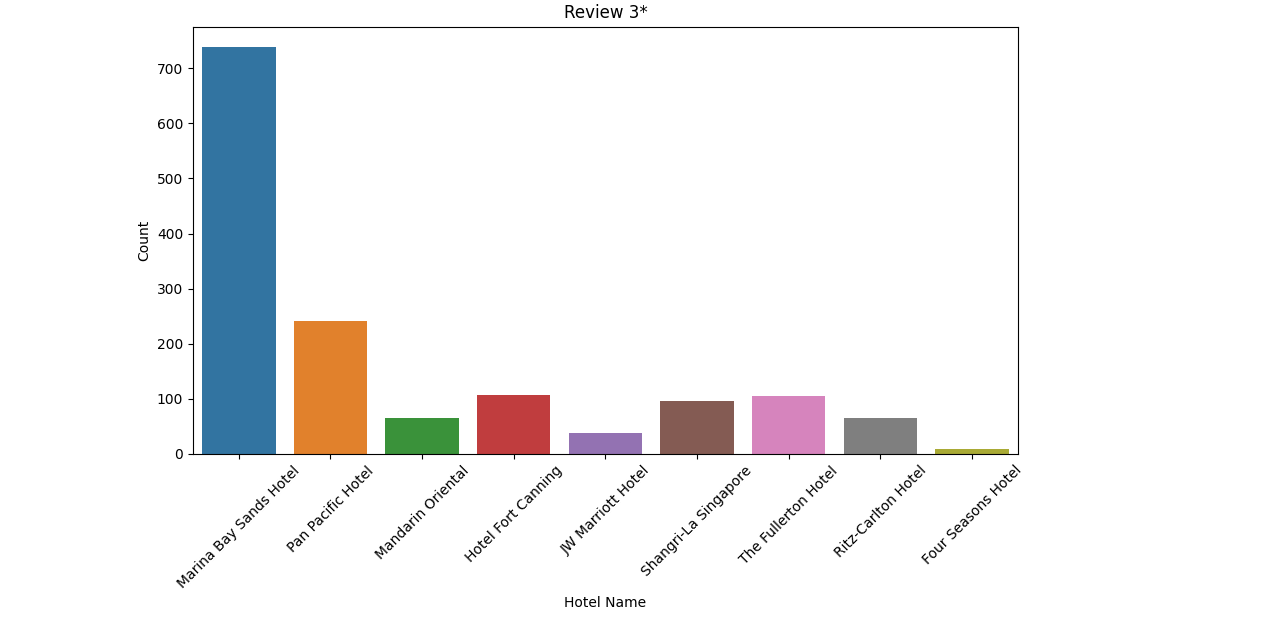 Review 3*
700
600
500
400
300
200
100
0
Count
Marina Bay Sands Hotel
Pan Pacific Hotel
Mandarin Oriental
Hotel Fort Canning
JW Marriott Hotel
Shangri-La Singapore
The Fullerton Hotel
Ritz-Carlton Hotel
Four Seasons Hotel
Hotel Name